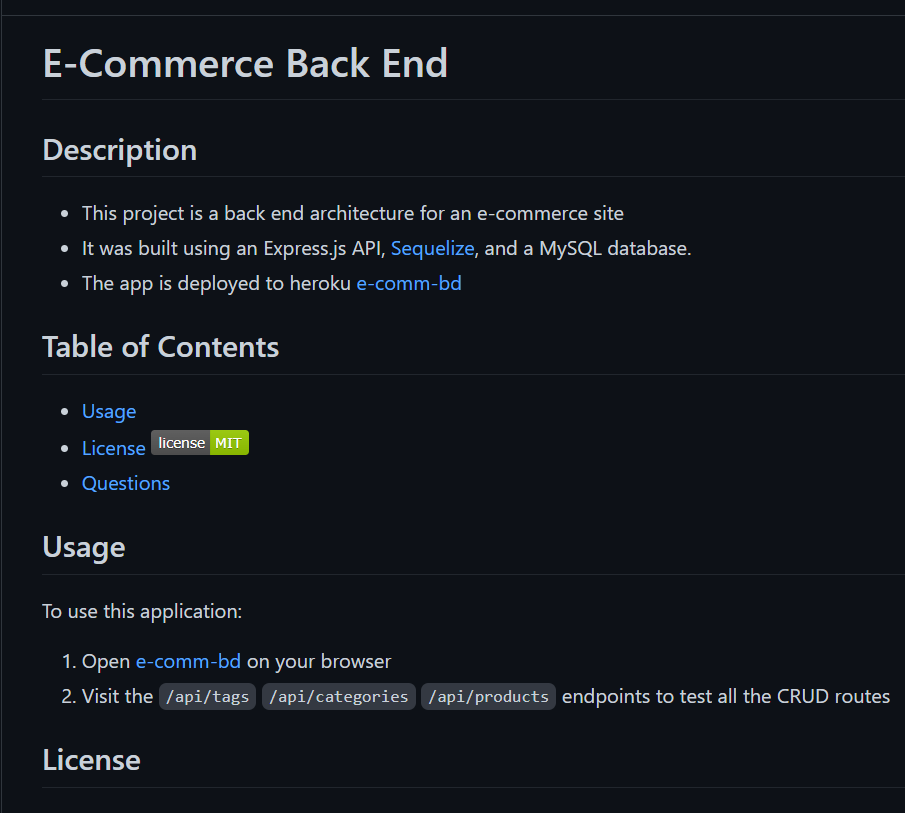 E-Commerce Back End
Description
• This project is a back end architecture for an e-commerce site
• It was built using an Express.js API, Sequelize, and a MySQL database.
• The app is deployed to heroku e-comm-bd
Table of Contents
• Usage
• License license MIT
• Questions
Usage
To use this application:
1. Open e-comm-bd on your browser
2. Visit the /api/tags /api/categories /api/products endpoints to test all the CRUD routes
License